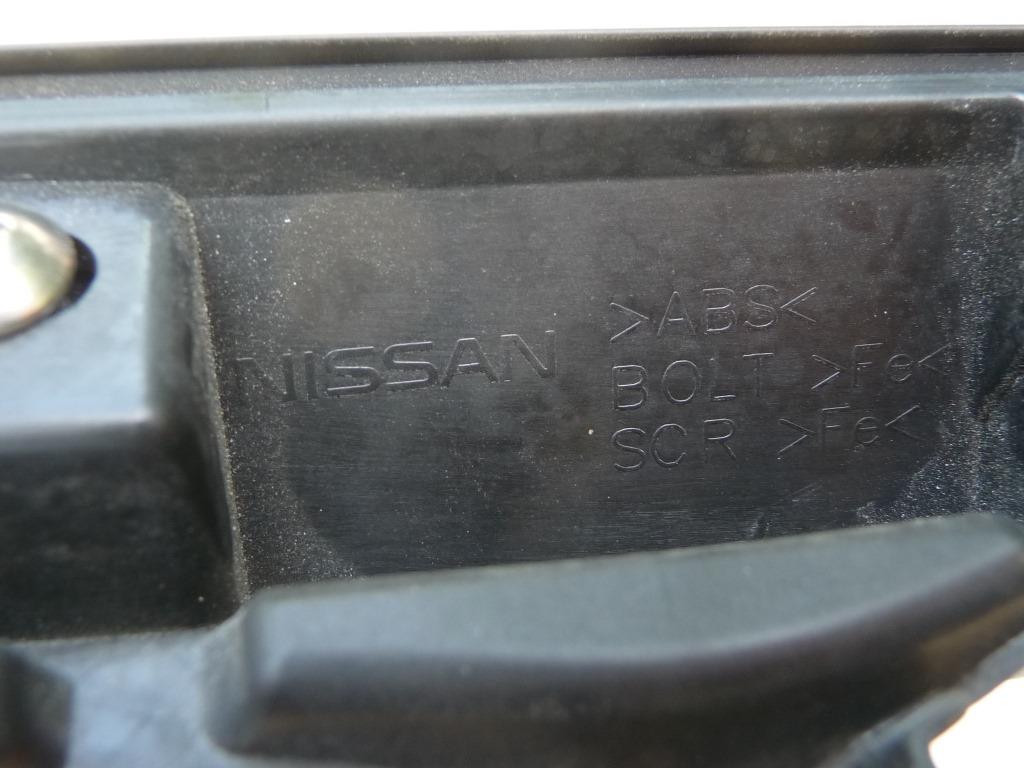 NISSAN
>ABS<
BOLT >Fe<
SCR >Fe<